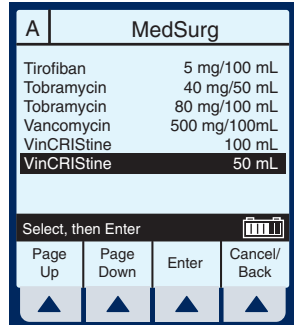 A MedSurg
Tirofiban 5 mg/100 mL
Tobramycin 40 mg/50 mL
Tobramycin 80 mg/100 mL
Vancomycin 500 mg/100mL
VinCRIStine 100 mL
VinCRIStine 50 mL
Select, then Enter
Page Up Page Down Enter Cancel/ Back